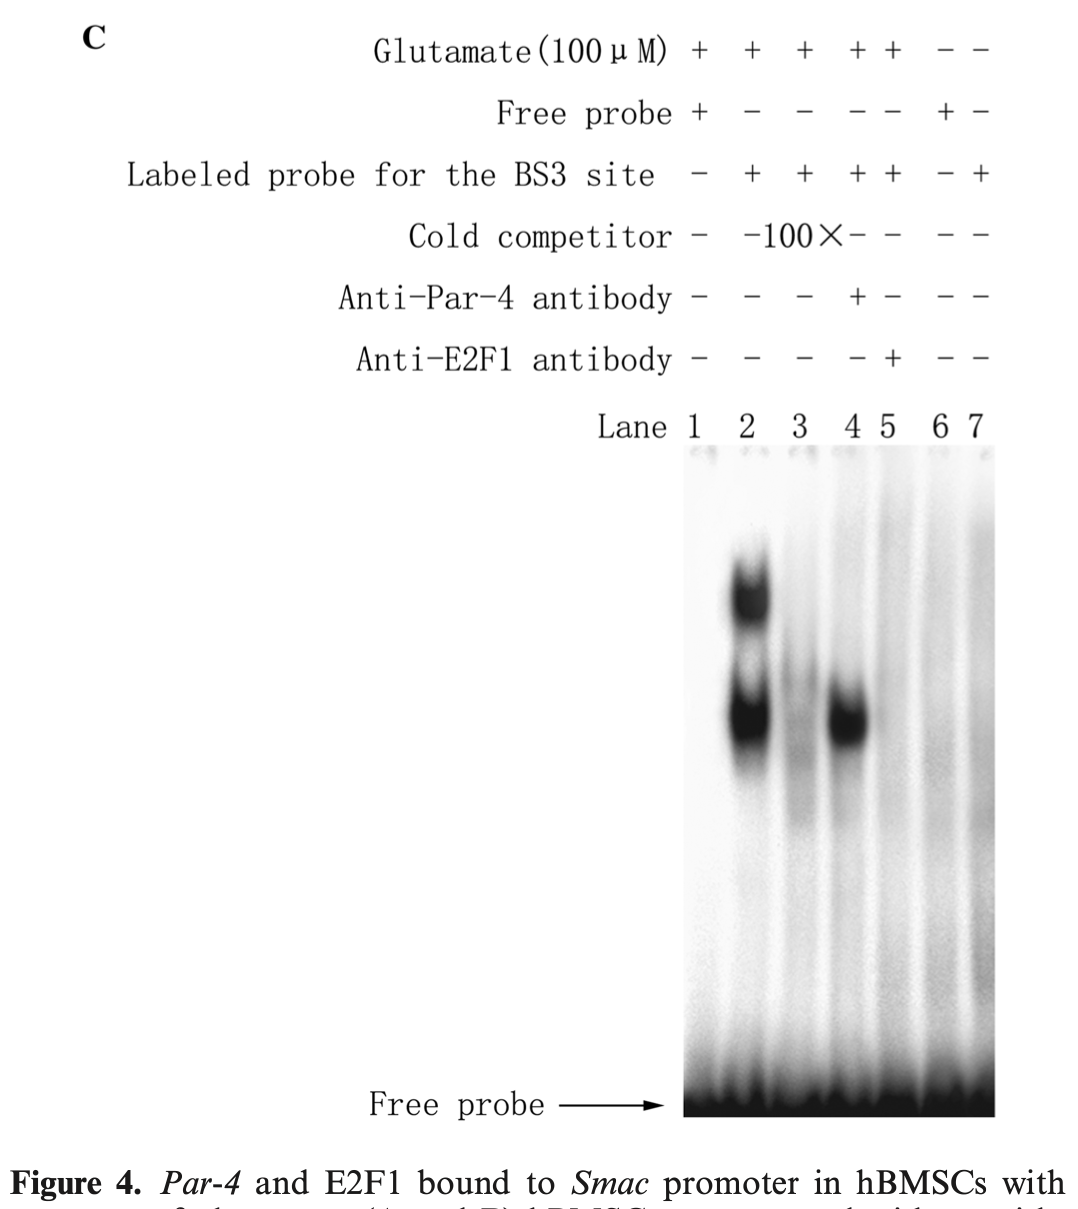 C
Glutamate(100 μ M) + + + + + − −
Free probe + − − − − + −
Labeled probe for the BS3 site − + + + + − +
Cold competitor − −100×− − − −
Anti-Par-4 antibody − − − + − − −
Anti-E2F1 antibody − − − − + − −
Lane 1 2 3 4 5 6 7
Free probe
Figure 4. Par-4 and E2F1 bound to Smac promoter in hBMSCs with